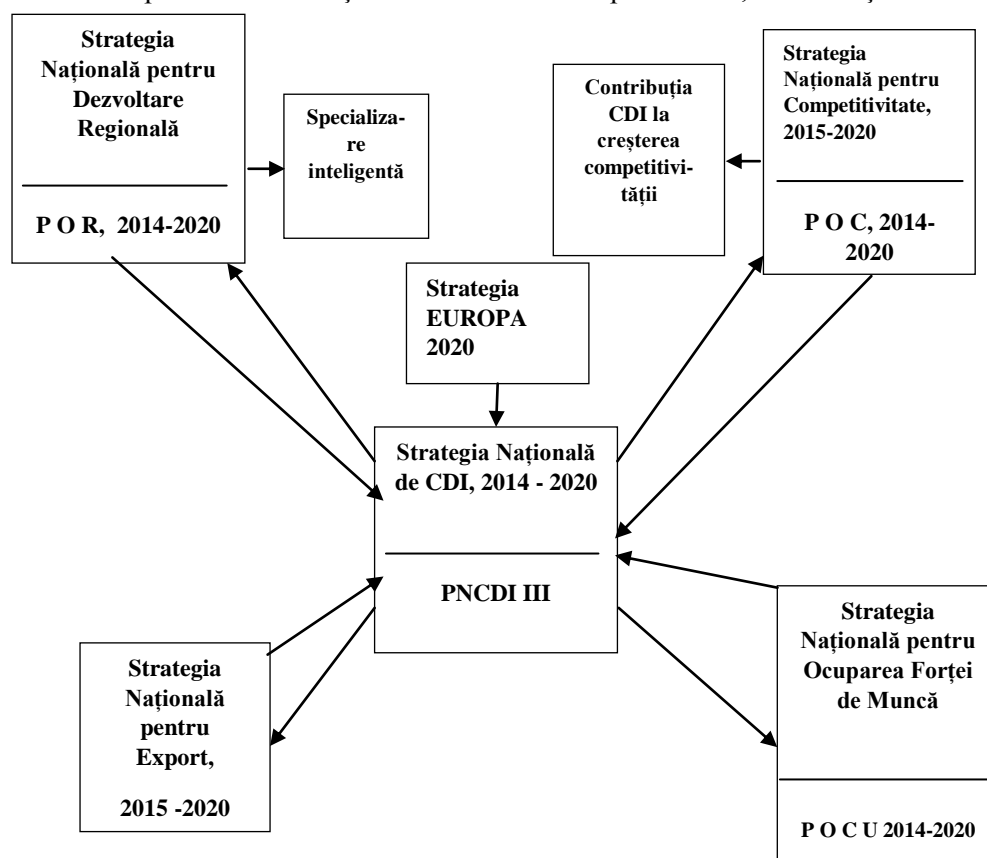 Strategia
Națională pentru
Dezvoltare
Regională
P O R, 2014-2020
Specializa-
re
inteligentă
Contribuția
CDI la
creșterea
competitivi-
tății
Strategia
Națională pentru
Competitivitate,
2015-2020
P O C, 2014-
2020
Strategia
EUROPA
2020
Strategia Națională
de CDI, 2014 - 2020
PNCDI III
Strategia
Națională
pentru
Export,
2015 -2020
Strategia
Națională pentru
Ocuparea Forței
de Muncă
P O C U 2014-2020